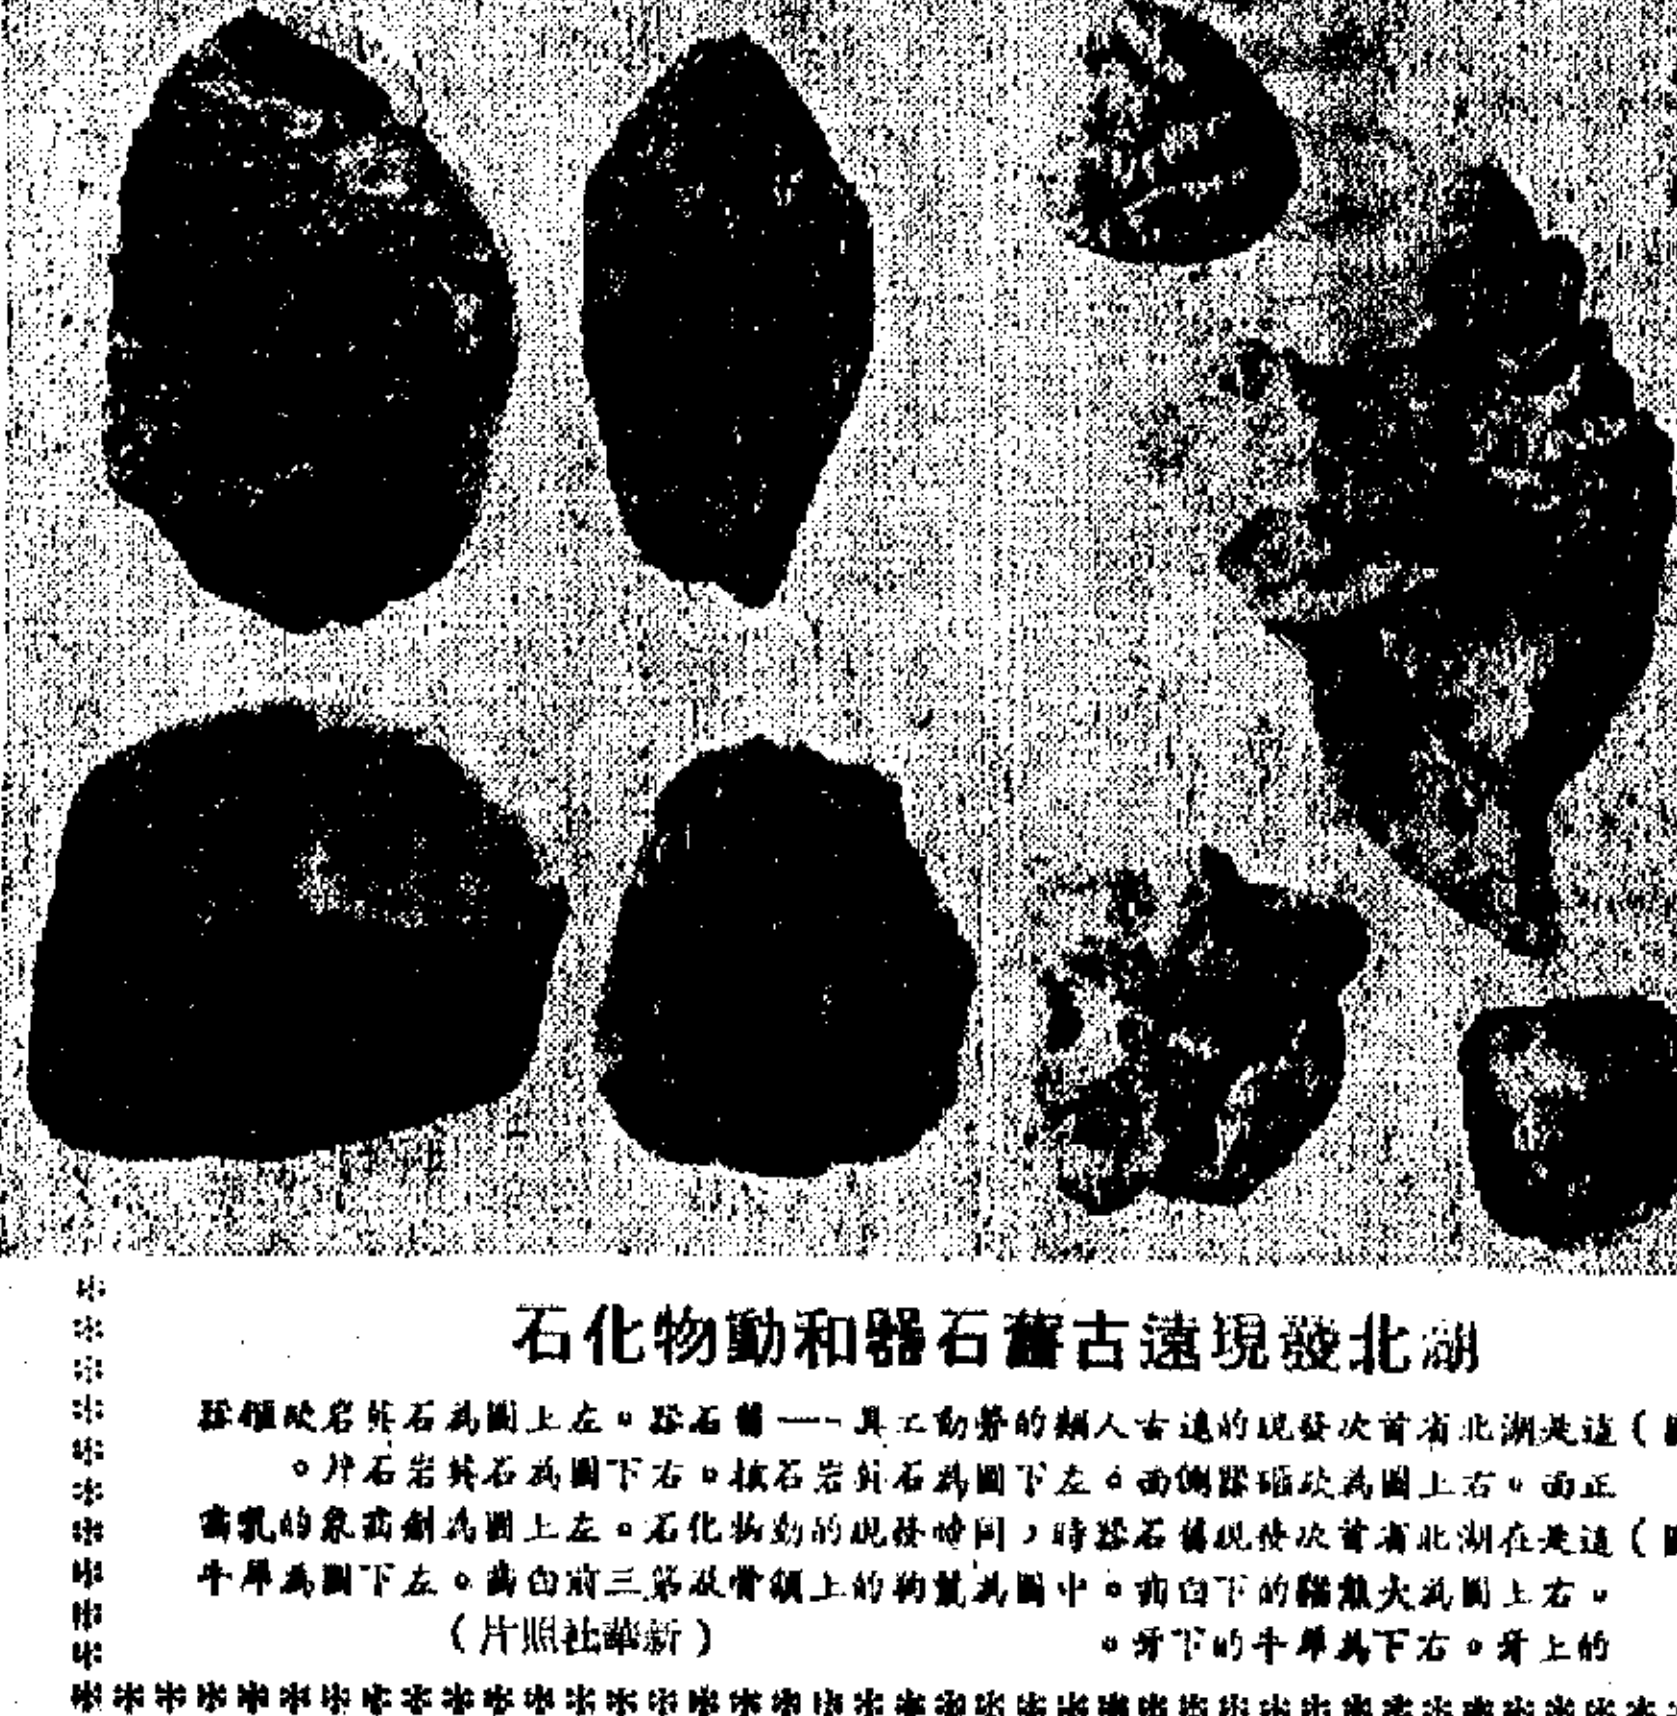 湖北發現遠古舊石器和動物化石
（這是湖北省首次發現的遠古人類的勞動工具——舊石器。左上圖為石英岩砍砸器
正面。右上圖為砍砸器側面。左下圖為石英岩石核。右下圖為石英岩石片。
（這是在湖北省首次發現舊石器時，同時發現的動物化石。左上圖為劍齒象的乳齒
。右上圖為大熊貓的下臼齒。中圖為鬣狗的上顎骨及第三前臼齒。左下圖為犀牛
的上牙。右下為犀牛的下牙。
（新華社照片）